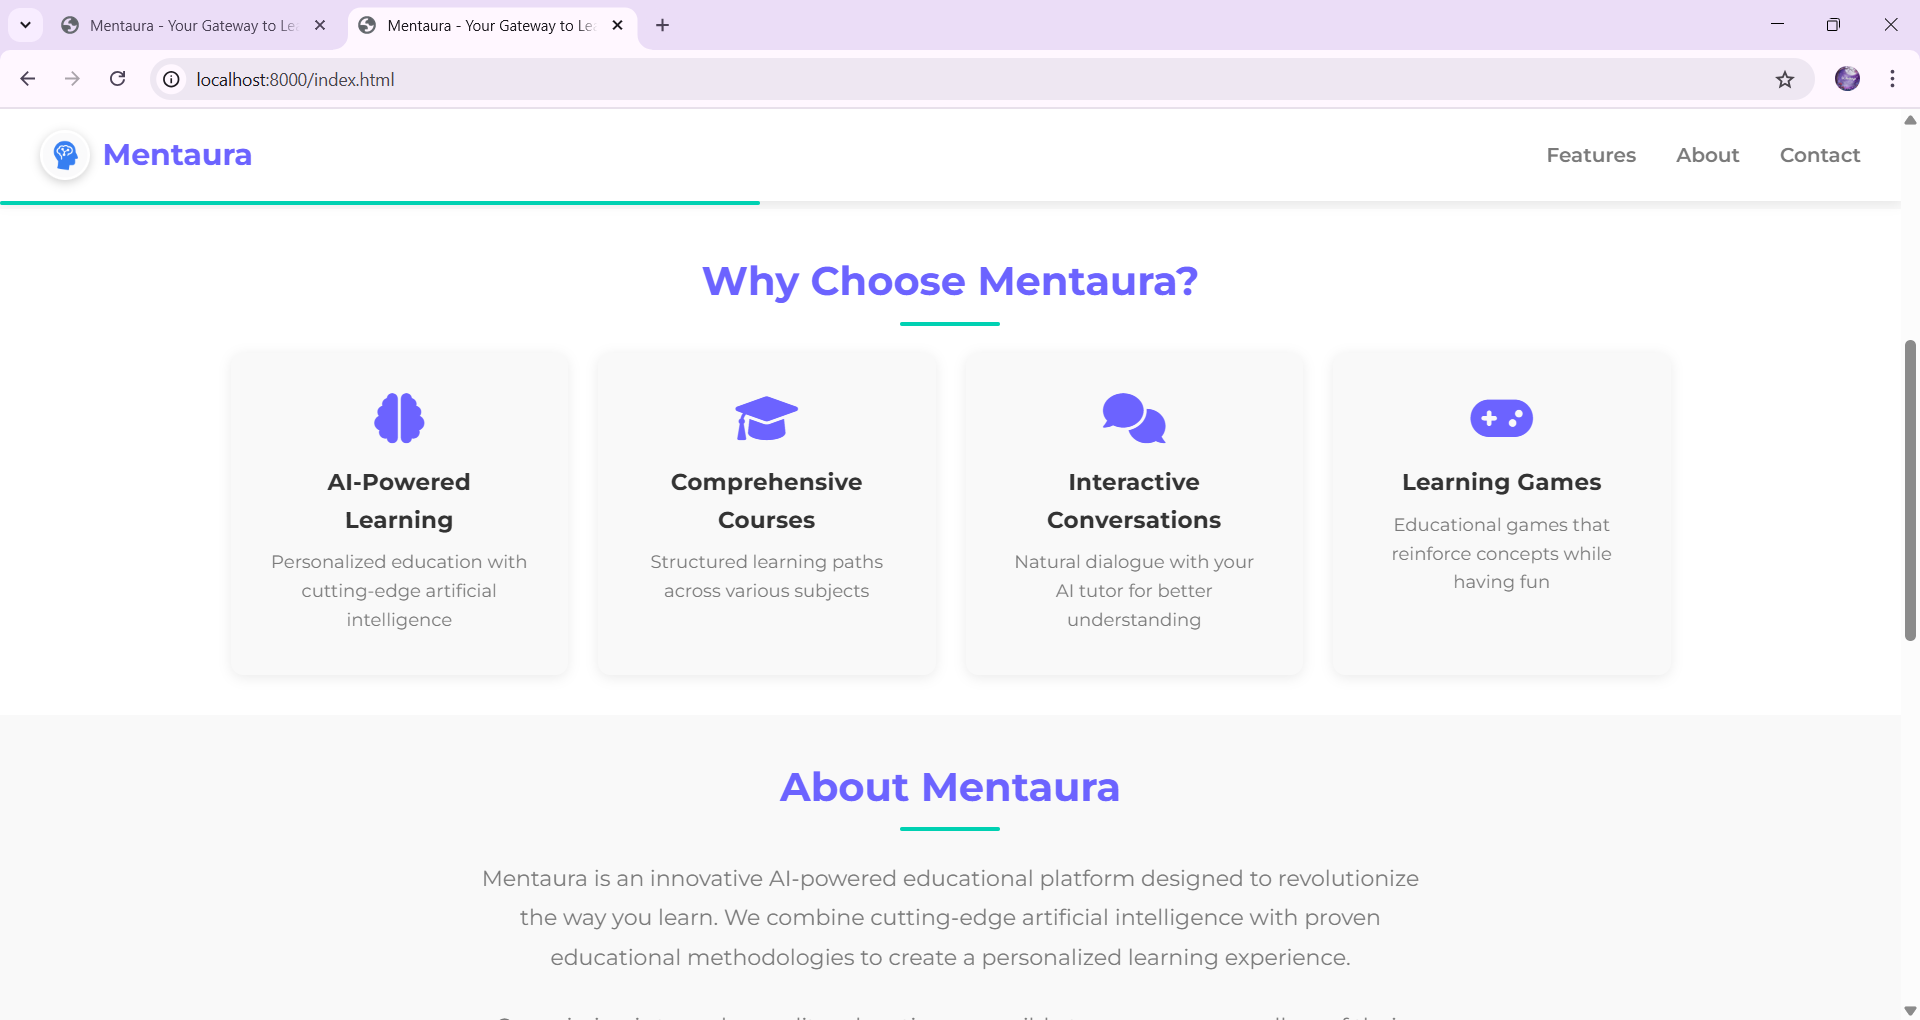 Mentaura - Your Gateway to Le
Mentaura - Your Gateway to Le
localhost:8000/index.html
Mentaura
Features
About
Contact
Why Choose Mentaura?
AI-Powered
Learning
Personalized education with
cutting-edge artificial
intelligence
Comprehensive
Courses
Structured learning paths
across various subjects
Interactive
Conversations
Natural dialogue with your
AI tutor for better
understanding
Learning Games
Educational games that
reinforce concepts while
having fun
About Mentaura
Mentaura is an innovative AI-powered educational platform designed to revolutionize
the way you learn. We combine cutting-edge artificial intelligence with proven
educational methodologies to create a personalized learning experience.